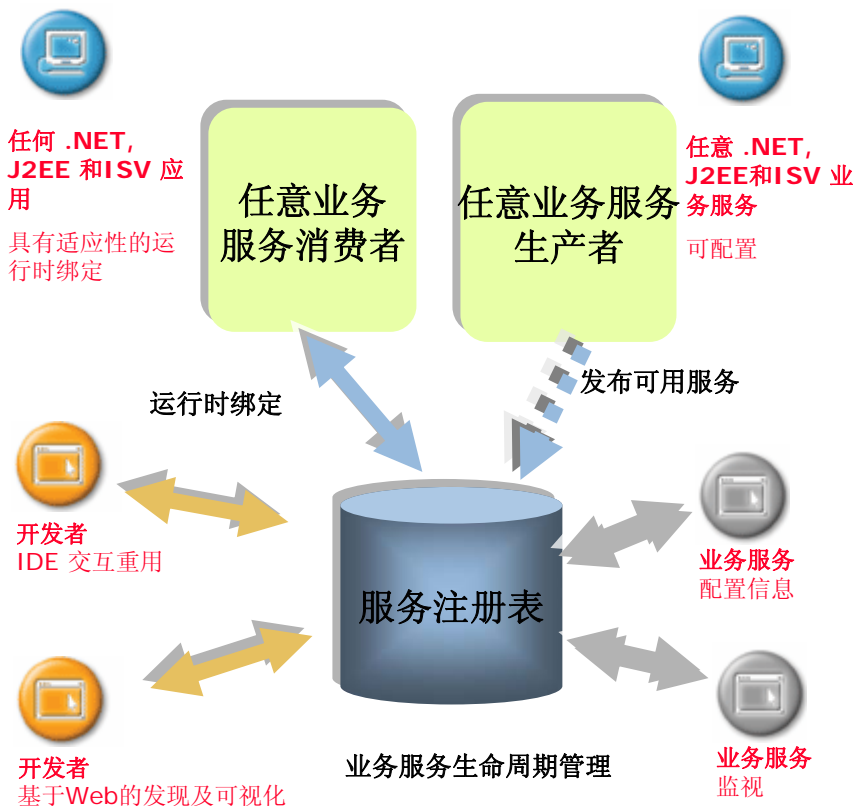 任何 .NET,
J2EE 和ISV 应
用
具有适应性的运
行时绑定
任意业务
服务消费者
任意业务服务
生产者
任意 .NET,
J2EE和ISV 业
务服务
可配置
运行时绑定
发布可用服务
开发者
IDE 交互重用
服务注册表
业务服务
配置信息
开发者
基于Web的发现及可视化
业务服务生命周期管理
业务服务
监视